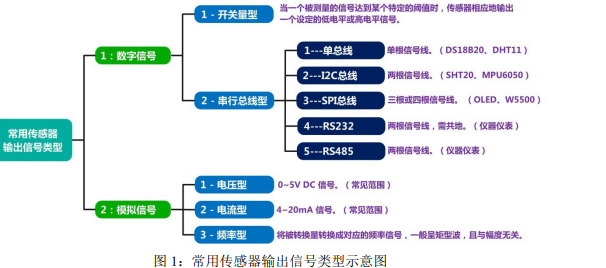 常用传感器
输出信号类型
1:数字信号
1 - 开关量型
当一个被测量的信号达到某个特定的阈值时，传感器相应地输出
一个设定的低电平或高电平信号。
2 - 串行总线型
1---单总线
单根信号线。（DS18B20、DHT11）
2---I2C总线
两根信号线。（SHT20、MPU6050）
3---SPI总线
三根或四根信号线。（OLED、W5500）
4---RS232
两根信号线，需共地。（仪器仪表）
5---RS485
两根信号线。（仪器仪表）
2:模拟信号
1 - 电压型
0~5V DC 信号。（常见范围）
2 - 电流型
4~20mA 信号。（常见范围）
3 - 频率型
将被转换量转换成对应的频率信号，一般呈矩型波，且与幅度无关。
图 1：常用传感器输出信号类型示意图